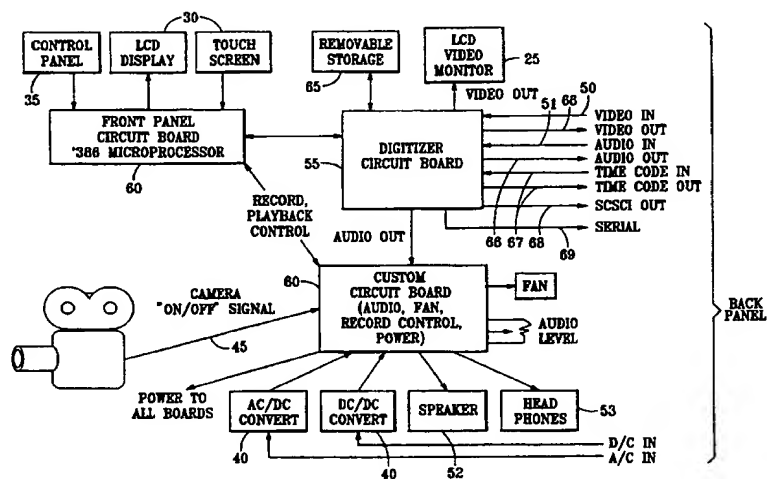 30
CONTROL
PANEL
LCD
DISPLAY
TOUCH
SCREEN
REMOVABLE
STORAGE
LCD
VIDEO
MONITOR
25
35
65
VIDEO OUT
FRONT PANEL
CIRCUIT BOARD
'386 MICROPROCESSOR
60
DIGITIZER
CIRCUIT BOARD
55
51
68
50
VIDEO IN
VIDEO OUT
AUDIO IN
AUDIO OUT
TIME CODE IN
TIME CODE OUT
SCSCI OUT
SERIAL
66
67
68
69
RECORD,
PLAYBACK
CONTROL
AUDIO OUT
60
CUSTOM
CIRCUIT BOARD
(AUDIO, FAN,
RECORD CONTROL,
POWER)
FAN
AUDIO
LEVEL
BACK
PANEL
CAMERA
"ON/OFF" SIGNAL
45
POWER TO
ALL BOARDS
AC/DC
CONVERT
DC/DC
CONVERT
SPEAKER
HEAD
PHONES
53
40
40
52
D/C IN
A/C IN